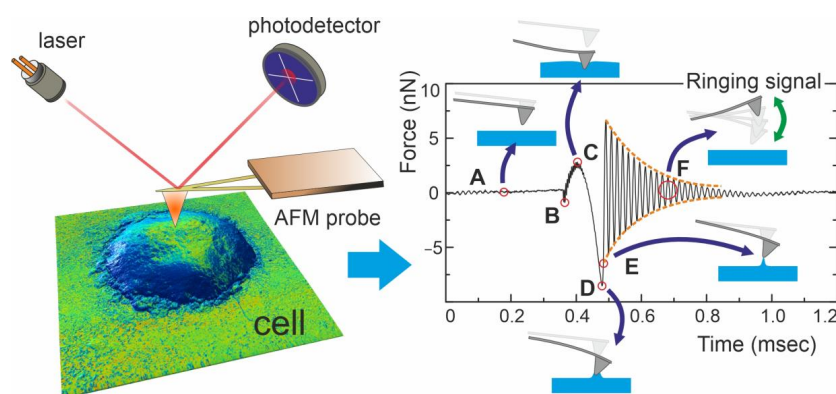 laser
photodetector
AFM probe
cell
Ringing signal
Force (nN)
10
5
0
−5
A
B
C
D
E
F
0
0.2
0.4
0.6
0.8
1.0
1.2
Time (msec)